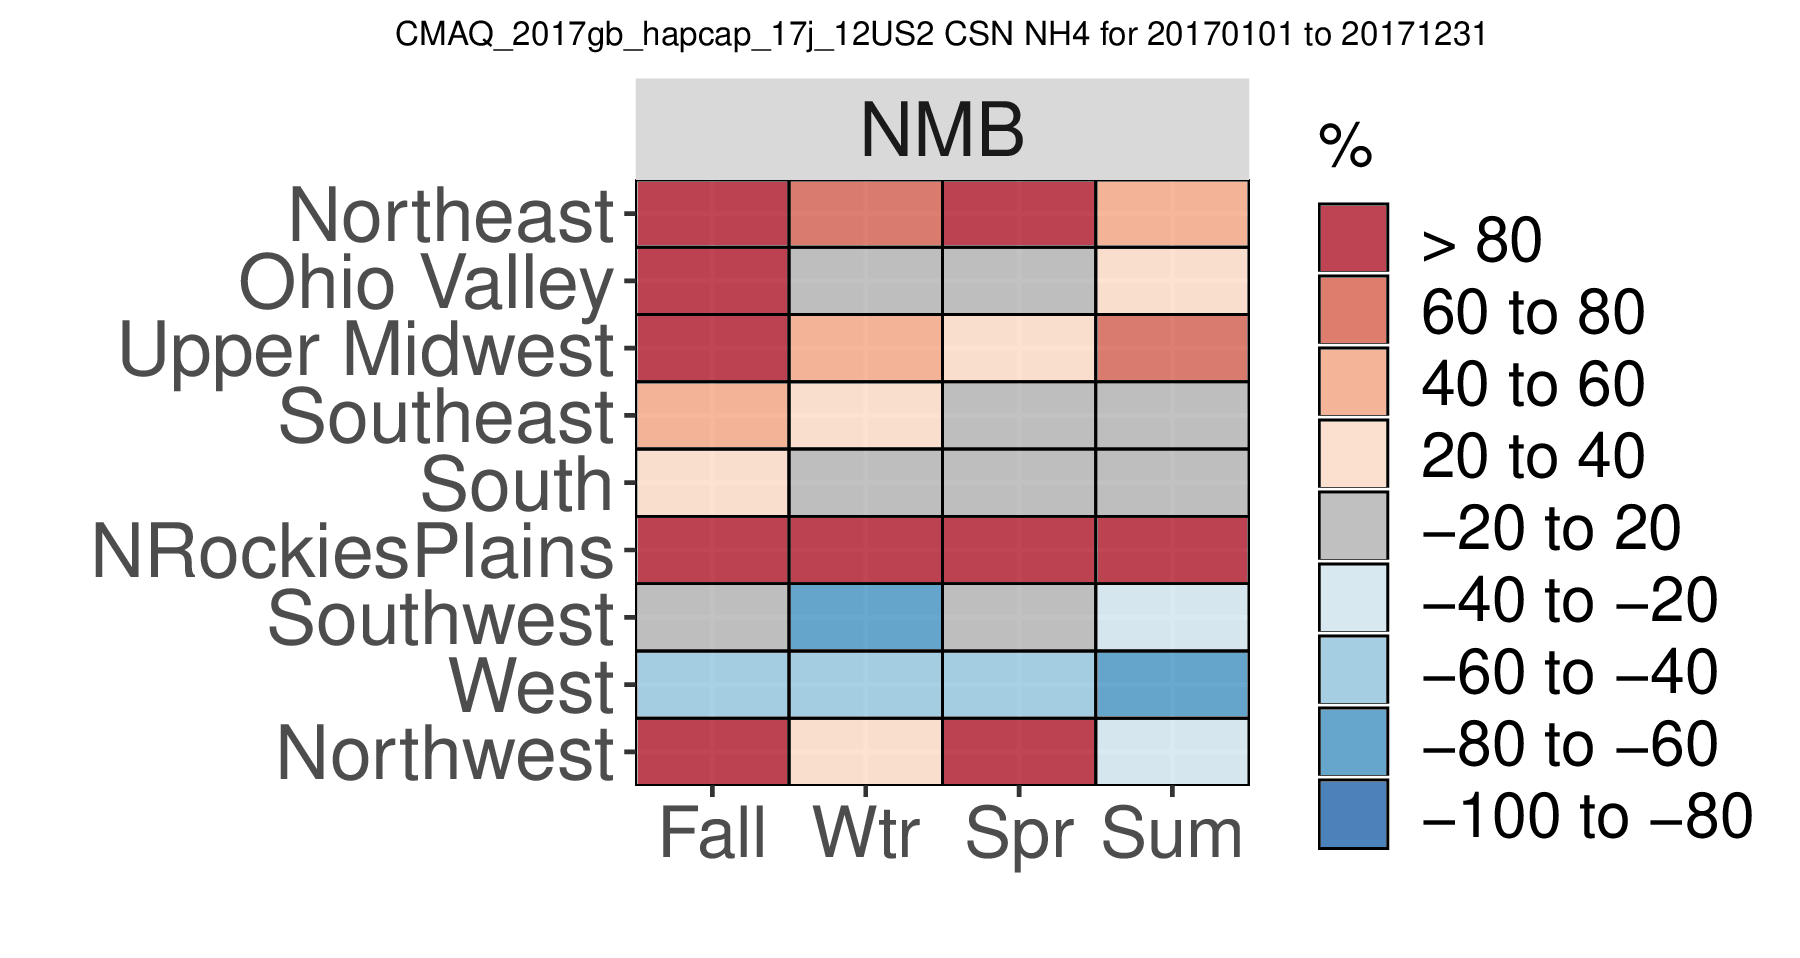 CMAQ_2017gb_hapcap_17j_12US2 CSN NH4 for 20170101 to 20171231
NMB
%
Northeast
Ohio Valley
Upper Midwest
Southeast
South
NRockiesPlains
Southwest
West
Northwest
Fall Wtr Spr Sum
> 80
60 to 80
40 to 60
20 to 40
−20 to 20
−40 to −20
−60 to −40
−80 to −60
−100 to −80